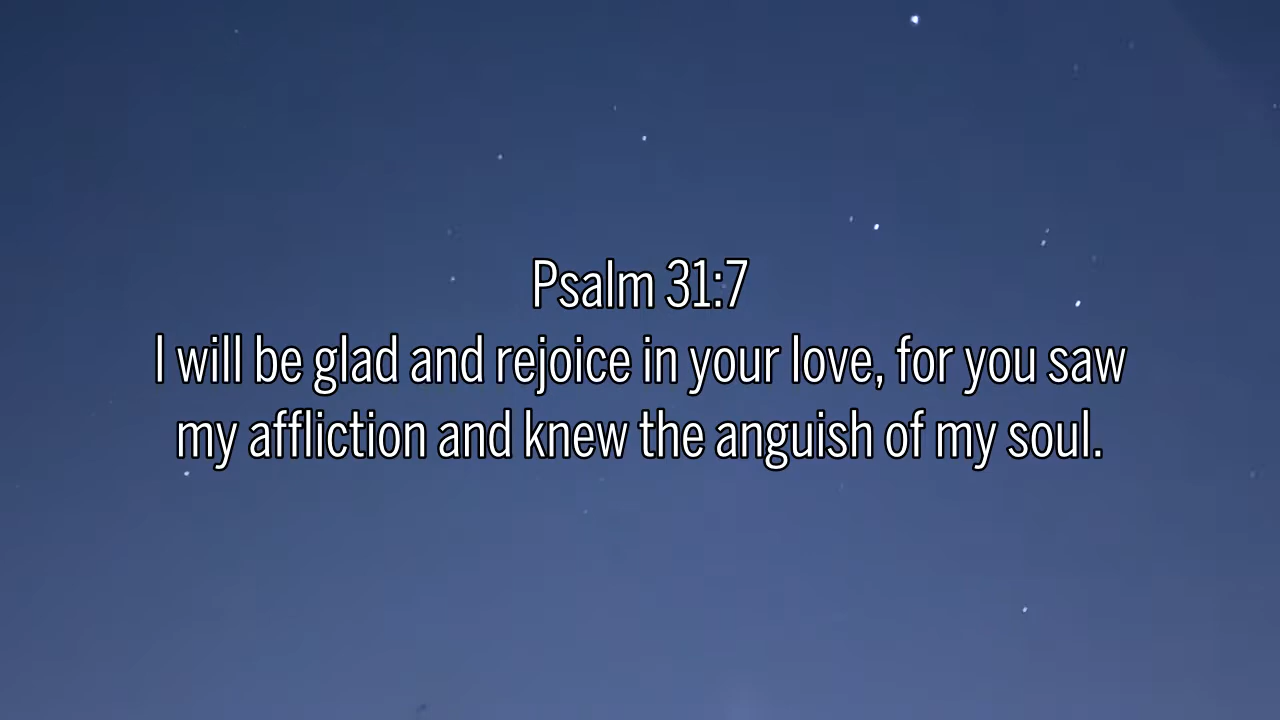 Psalm 31:7
I will be glad and rejoice in your love, for you saw
my affliction and knew the anguish of my soul.